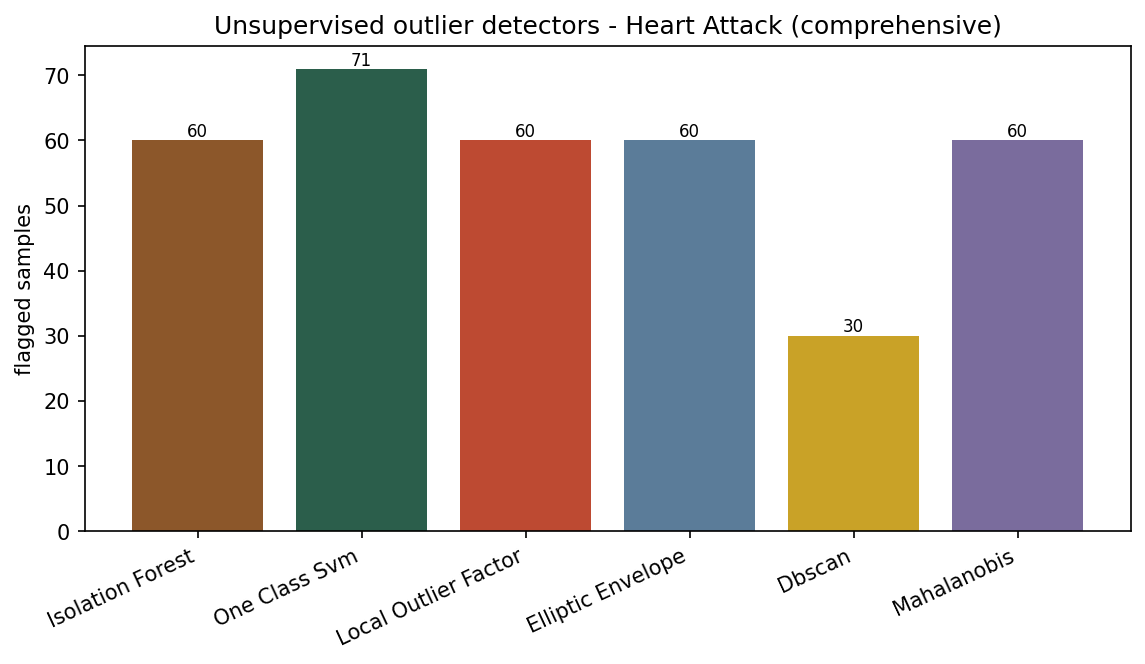 Unsupervised outlier detectors - Heart Attack (comprehensive)
flagged samples
70
60
50
40
30
20
10
0
60
71
60
60
30
60
Isolation Forest
One Class Svm
Local Outlier Factor
Elliptic Envelope
Dbscan
Mahalanobis